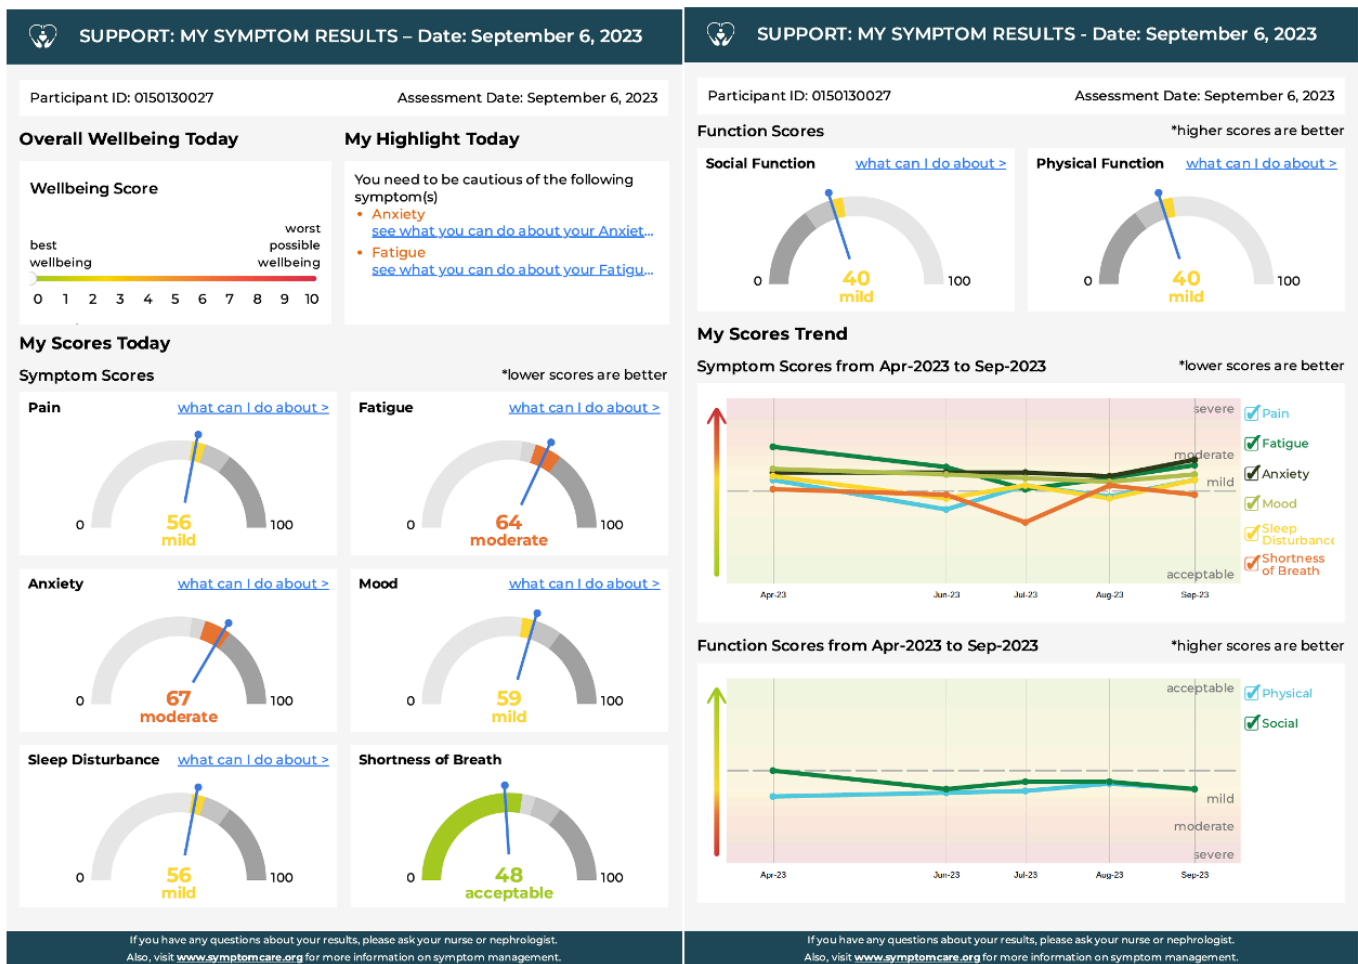 SUPPORT: MY SYMPTOM RESULTS – Date: September 6, 2023
Participant ID: 0150130027 Assessment Date: September 6, 2023
Overall Wellbeing Today
Wellbeing Score
best
wellbeing
worst
possible
wellbeing
0 1 2 3 4 5 6 7 8 9 10
My Highlight Today
You need to be cautious of the following
symptom(s)
• Anxiety
see what you can do about your Anxiet...
• Fatigue
see what you can do about your Fatigu...
My Scores Today
Symptom Scores *lower scores are better
Pain what can I do about >
0 100
56
mild
Fatigue what can I do about >
0 100
64
moderate
Anxiety what can I do about >
0 100
67
moderate
Mood what can I do about >
0 100
59
mild
Sleep Disturbance what can I do about >
0 100
56
mild
Shortness of Breath
0 100
48
acceptable
If you have any questions about your results, please ask your nurse or nephrologist.
Also, visit www.symptomcare.org for more information on symptom management.
SUPPORT: MY SYMPTOM RESULTS - Date: September 6, 2023
Participant ID: 0150130027 Assessment Date: September 6, 2023
Function Scores *higher scores are better
Social Function what can I do about >
0 100
40
mild
Physical Function what can I do about >
0 100
40
mild
My Scores Trend
Symptom Scores from Apr-2023 to Sep-2023 *lower scores are better
severe
moderate
mild
acceptable
Apr-23 Jun-23 Jul-23 Aug-23 Sep-23
Pain
Fatigue
Anxiety
Mood
Sleep
Disturbance
Shortness
of Breath
Function Scores from Apr-2023 to Sep-2023 *higher scores are better
acceptable
mild
moderate
severe
Apr-23 Jun-23 Jul-23 Aug-23 Sep-23
Physical
Social
If you have any questions about your results, please ask your nurse or nephrologist.
Also, visit www.symptomcare.org for more information on symptom management.